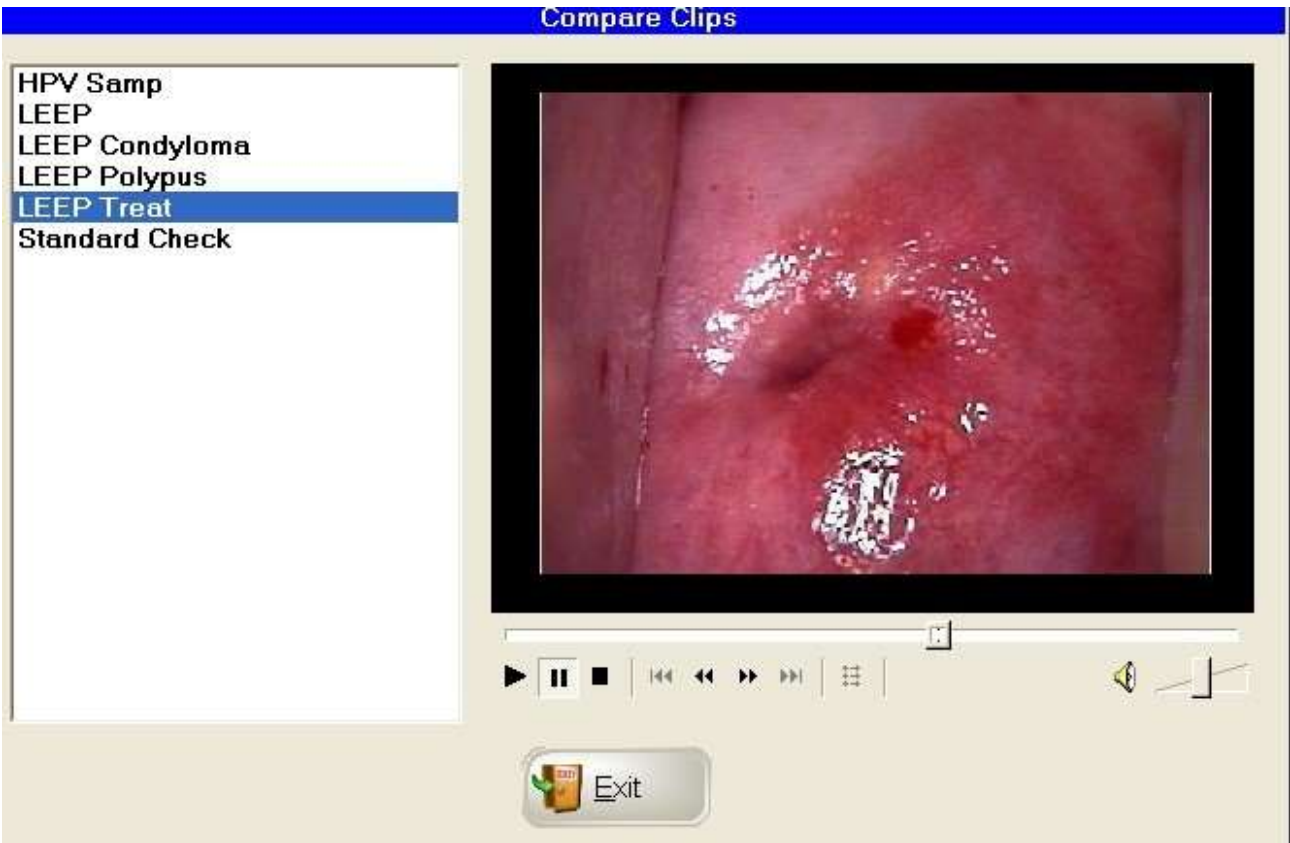 Compare Clips
HPV Samp
LEEP
LEEP Condyloma
LEEP Polypus
LEEP Treat
Standard Check
Exit